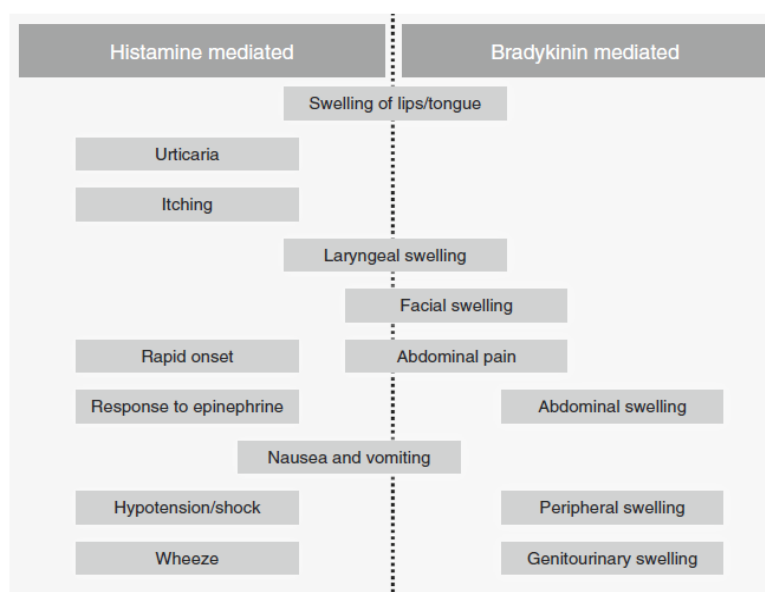 Histamine mediated
Bradykinin mediated
Swelling of lips/tongue
Urticaria
Itching
Laryngeal swelling
Facial swelling
Rapid onset
Abdominal pain
Response to epinephrine
Abdominal swelling
Nausea and vomiting
Hypotension/shock
Peripheral swelling
Wheeze
Genitourinary swelling